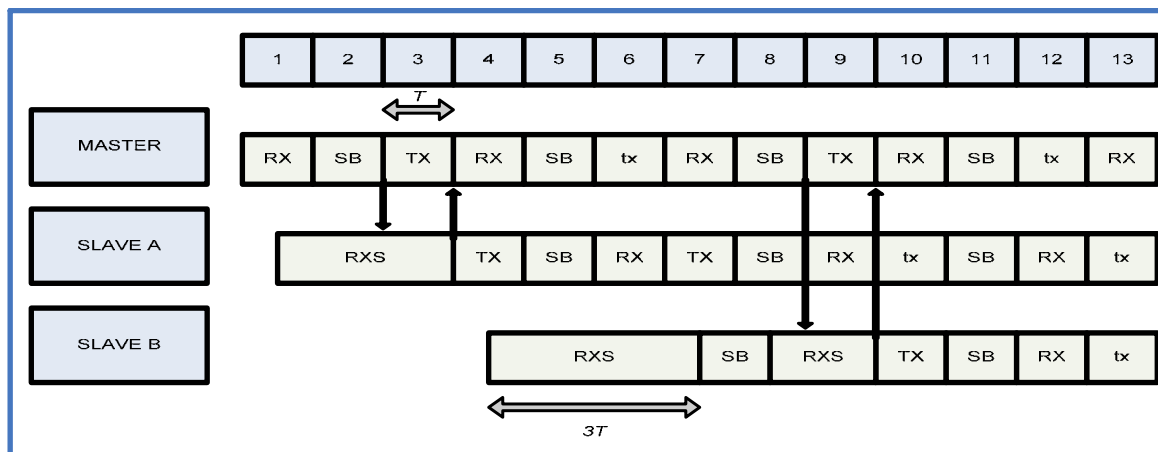 1 2 3 4 5 6 7 8 9 10 11 12 13
T
MASTER RX SB TX RX SB tx RX SB TX RX SB tx RX
SLAVE A RXS TX SB RX TX SB RX tx SB RX tx
SLAVE B RXS SB RXS TX SB RX tx
3T